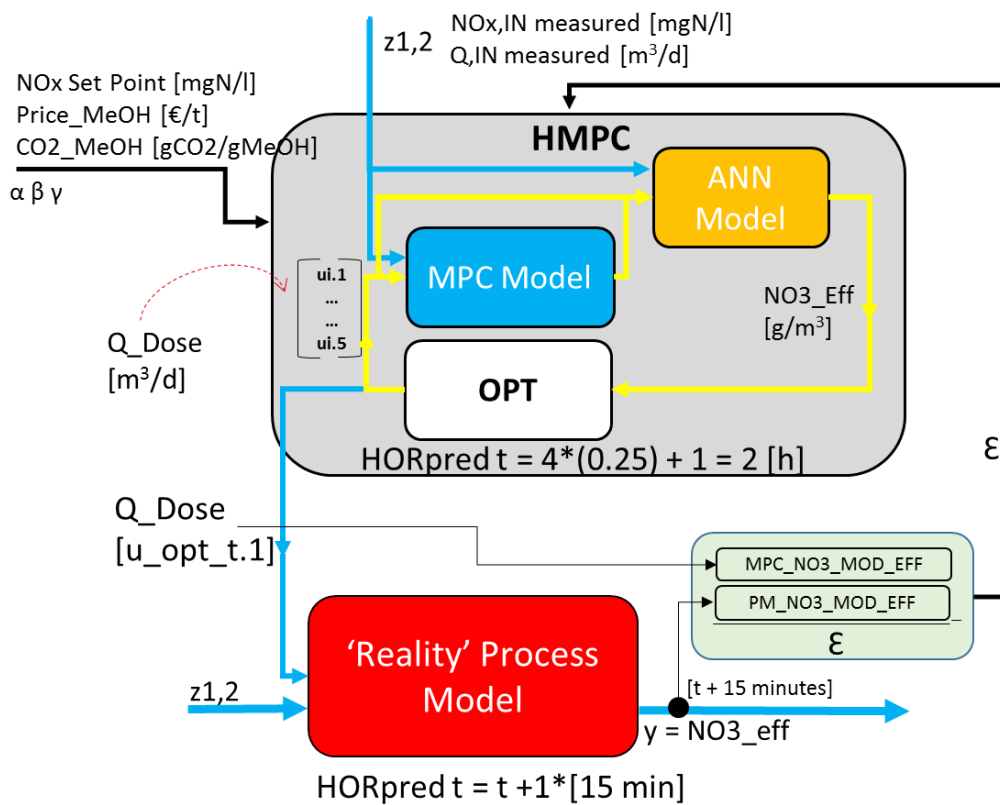 NOx,IN measured [mgN/l]
z1,2
Q,IN measured [m³/d]
NOx Set Point [mgN/l]
Price_MeOH [€/t]
CO2_MeOH [gCO2/gMeOH]
α β γ
HMPC
ANN
Model
MPC Model
ui.1
...
...
ui.5
Q_Dose
[m³/d]
NO3_Eff
[g/m³]
OPT
HORpred t = 4*(0.25) + 1 = 2 [h]
Ɛ
Q_Dose
[u_opt_t.1]
MPC_NO3_MOD_EFF
PM_NO3_MOD_EFF
Ɛ
‘Reality’ Process
Model
z1,2
[t + 15 minutes]
y = NO3_eff
HORpred t = t +1*[15 min]